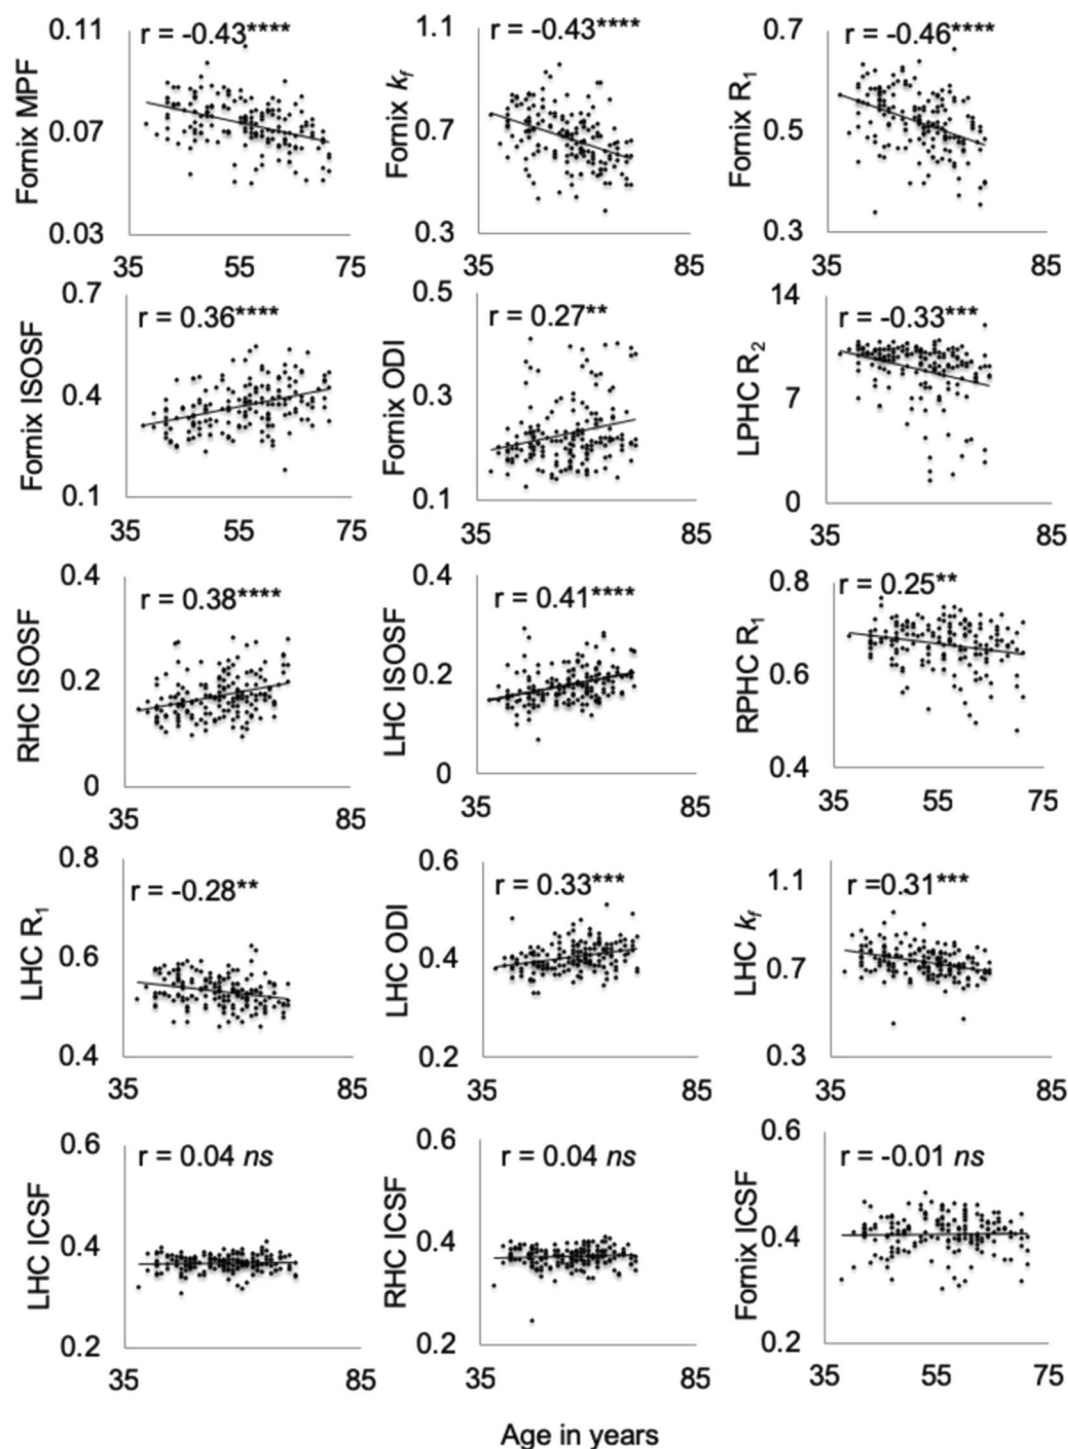 0.11
r = -0.43****
Fornix MPF
0.07
0.03
35 55 75
1.1
r = -0.43****
Fornix kf
0.7
0.3
35 85
0.7
r = -0.46****
Fornix R1
0.5
0.3
35 85
0.7
r = 0.36****
Fornix ISOSF
0.4
0.1
35 55 75
0.5
r = 0.27**
Fornix ODI
0.3
0.1
35 85
14
r = -0.33***
LPHC R2
7
0
35 85
0.4
r = 0.38****
RHC ISOSF
0.2
0
35 85
0.4
r = 0.41****
LHC ISOSF
0.2
0
35 85
0.8
r = 0.25**
RPHC R1
0.6
0.4
35 55 75
0.8
r = -0.28**
LHC R1
0.6
0.4
35 85
0.6
r = 0.33***
LHC ODI
0.4
0.2
35 85
1.1
r =0.31***
LHC kf
0.7
0.3
35 85
0.6
r = 0.04 ns
LHC ICSF
0.4
0.2
35 85
0.6
r = 0.04 ns
RHC ICSF
0.4
0.2
35 85
0.6
r = -0.01 ns
Fornix ICSF
0.4
0.2
35 55 75
Age in years